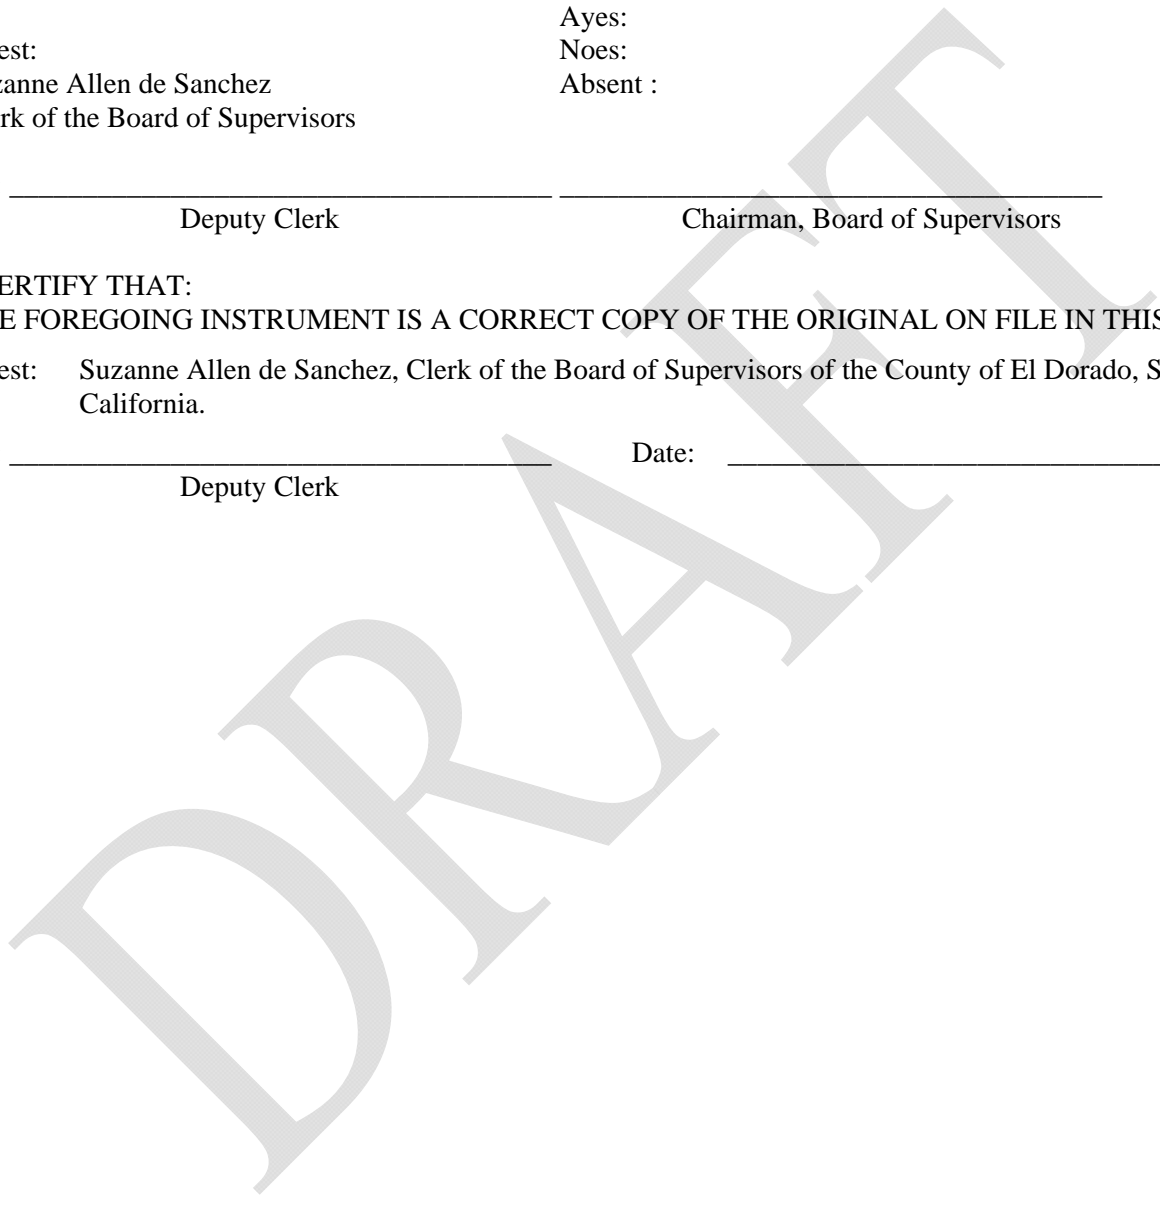 Ayes:
est: Noes:
zanne Allen de Sanchez Absent :
rk of the Board of Supervisors
Deputy Clerk Chairman, Board of Supervisors
ERTIFY THAT:
E FOREGOING INSTRUMENT IS A CORRECT COPY OF THE ORIGINAL ON FILE IN THIS
est: Suzanne Allen de Sanchez, Clerk of the Board of Supervisors of the County of El Dorado, S
California.
Date:
Deputy Clerk
DRAFT